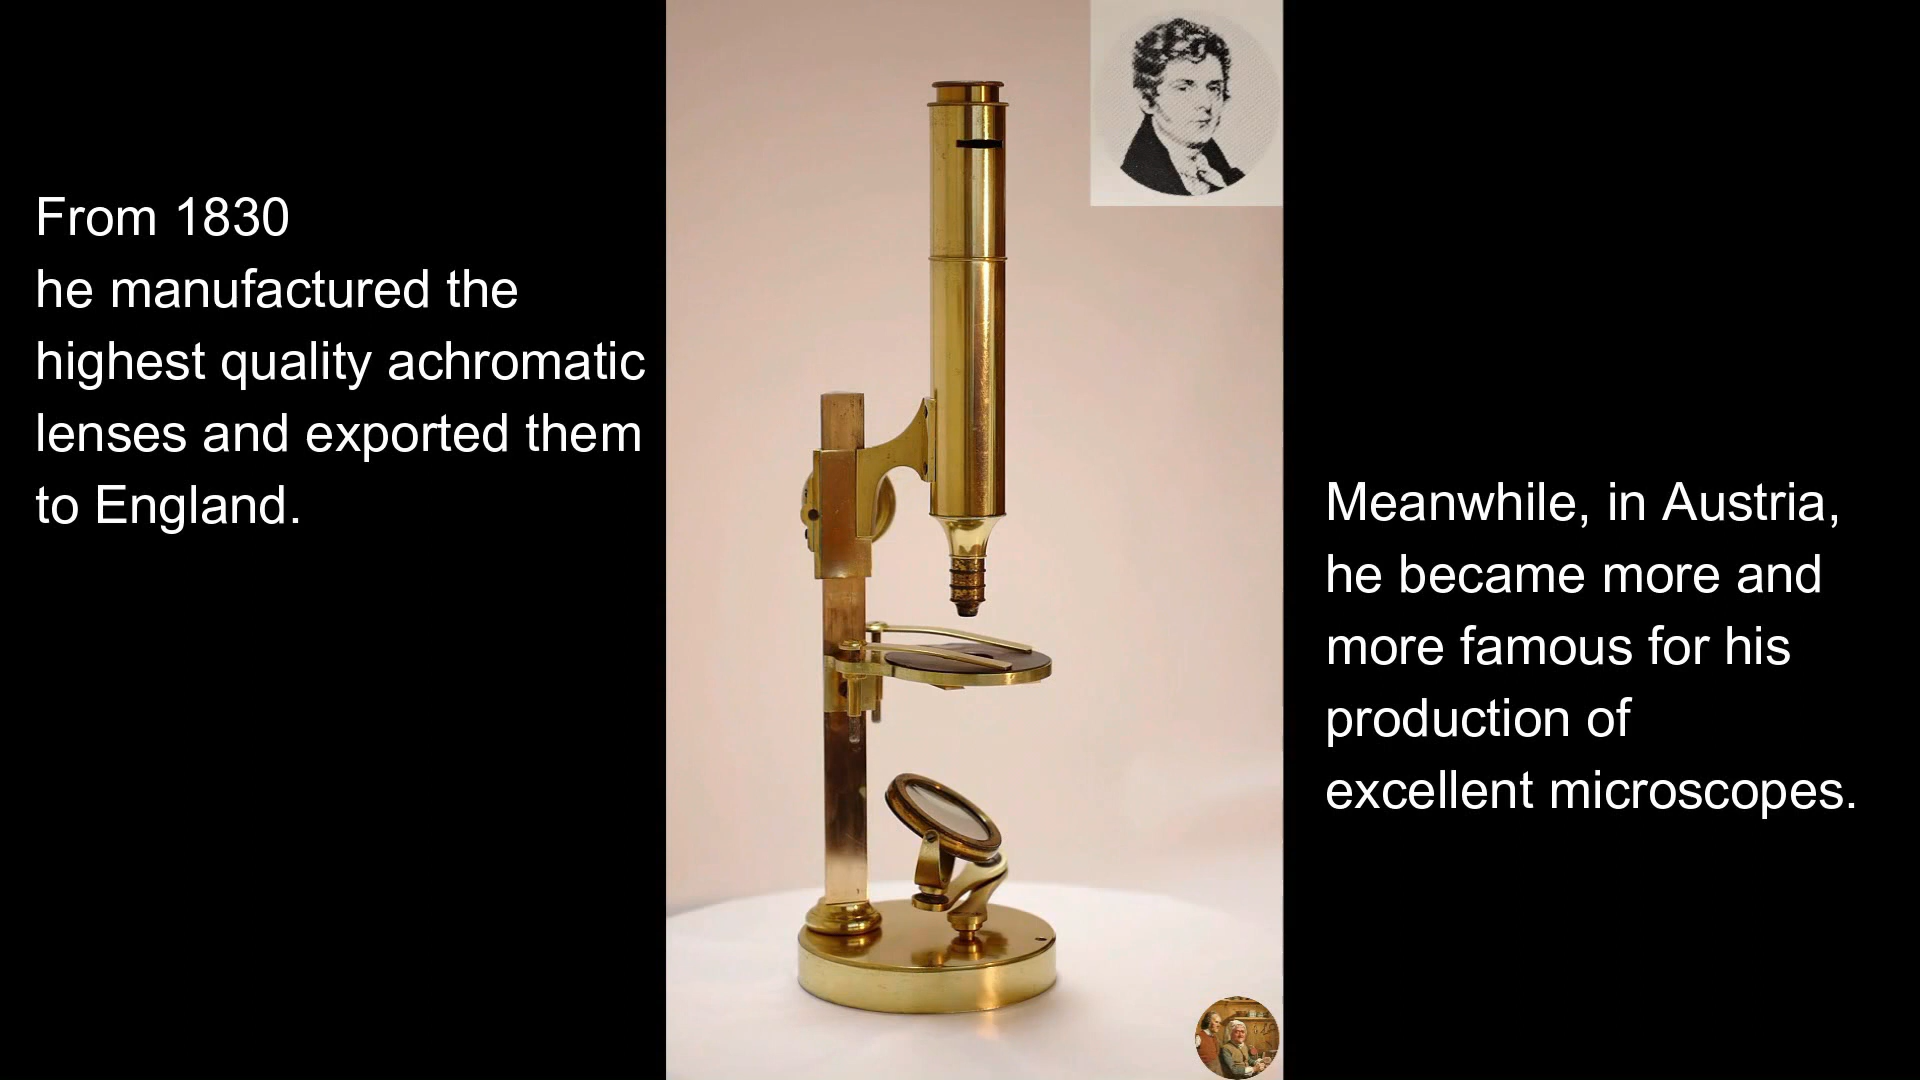 From 1830
he manufactured the
highest quality achromatic
lenses and exported them
to England.
Meanwhile, in Austria,
he became more and
more famous for his
production of
excellent microscopes.